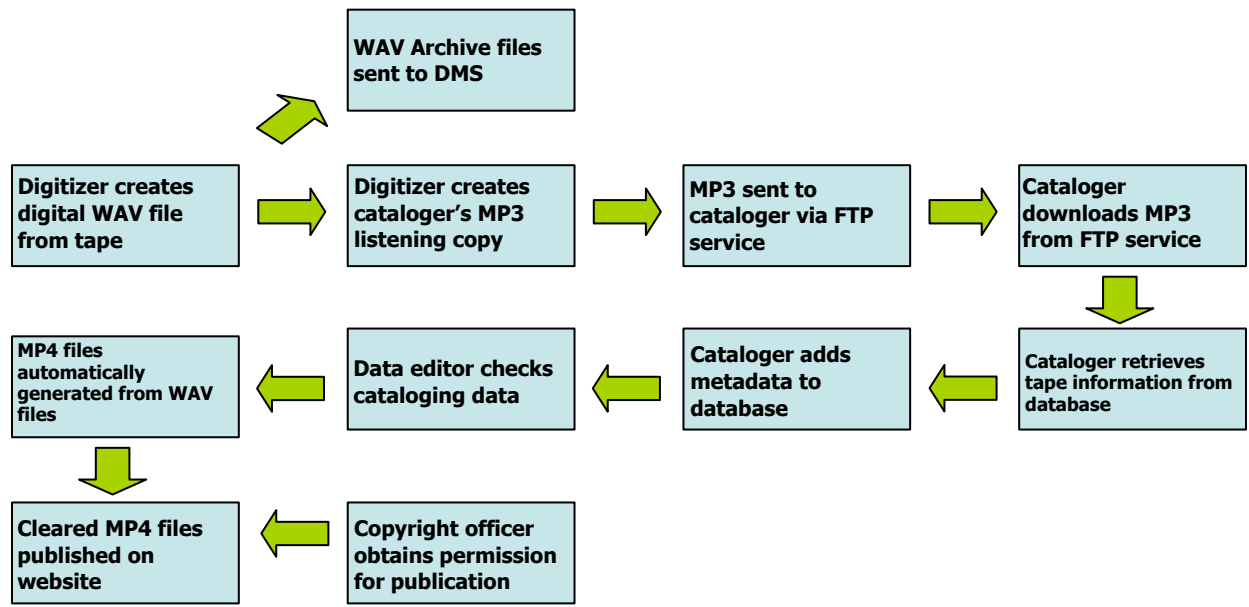 WAV Archive files
sent to DMS
Digitizer creates
digital WAV file
from tape
Digitizer creates
cataloger's MP3
listening copy
MP3 sent to
cataloger via FTP
service
Cataloger
downloads MP3
from FTP service
Cataloger retrieves
tape information from
database
Cataloger adds
metadata to
database
Data editor checks
cataloging data
MP4 files
automatically
generated from WAV
files
Cleared MP4 files
published on
website
Copyright officer
obtains permission
for publication